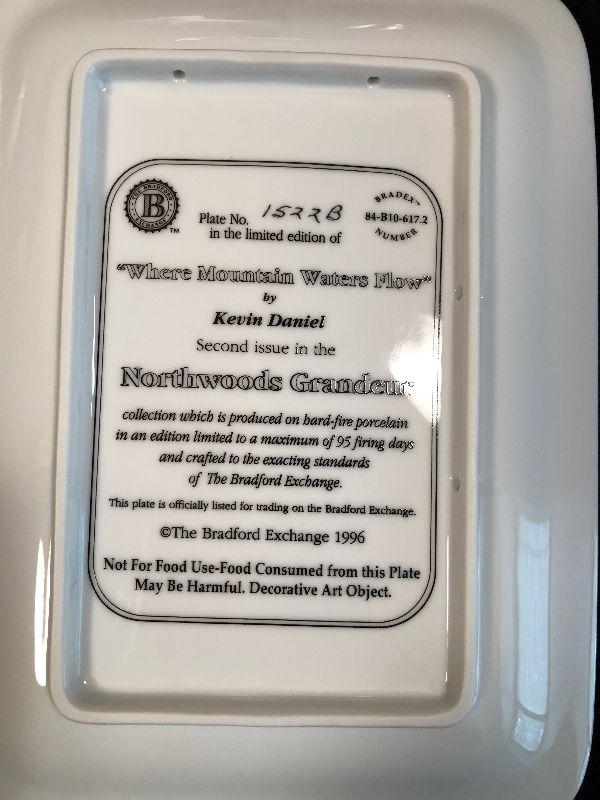 THE BRADFORD EXCHANGE
B
TM
Plate No. 1522B
in the limited edition of
BRADEX™
84-B10-617.2
NUMBER
"Where Mountain Waters Flow"
by
Kevin Daniel
Second issue in the
Northwoods Grandeur
collection which is produced on hard-fire porcelain
in an edition limited to a maximum of 95 firing days
and crafted to the exacting standards
of The Bradford Exchange.
This plate is officially listed for trading on the Bradford Exchange.
©The Bradford Exchange 1996
Not For Food Use-Food Consumed from this Plate
May Be Harmful. Decorative Art Object.